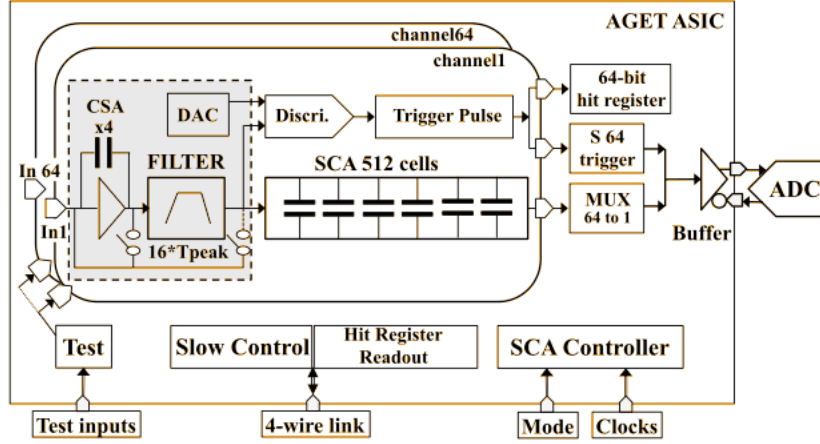 AGET ASIC
channel64
channel1
CSA
x4
DAC
Discri.
Trigger Pulse
64-bit
hit register
In 64
FILTER
SCA 512 cells
S 64
trigger
ADC
In1
16*Tpeak
MUX
64 to 1
Buffer
Test
Slow Control
Hit Register
Readout
SCA Controller
Test inputs
4-wire link
Mode
Clocks